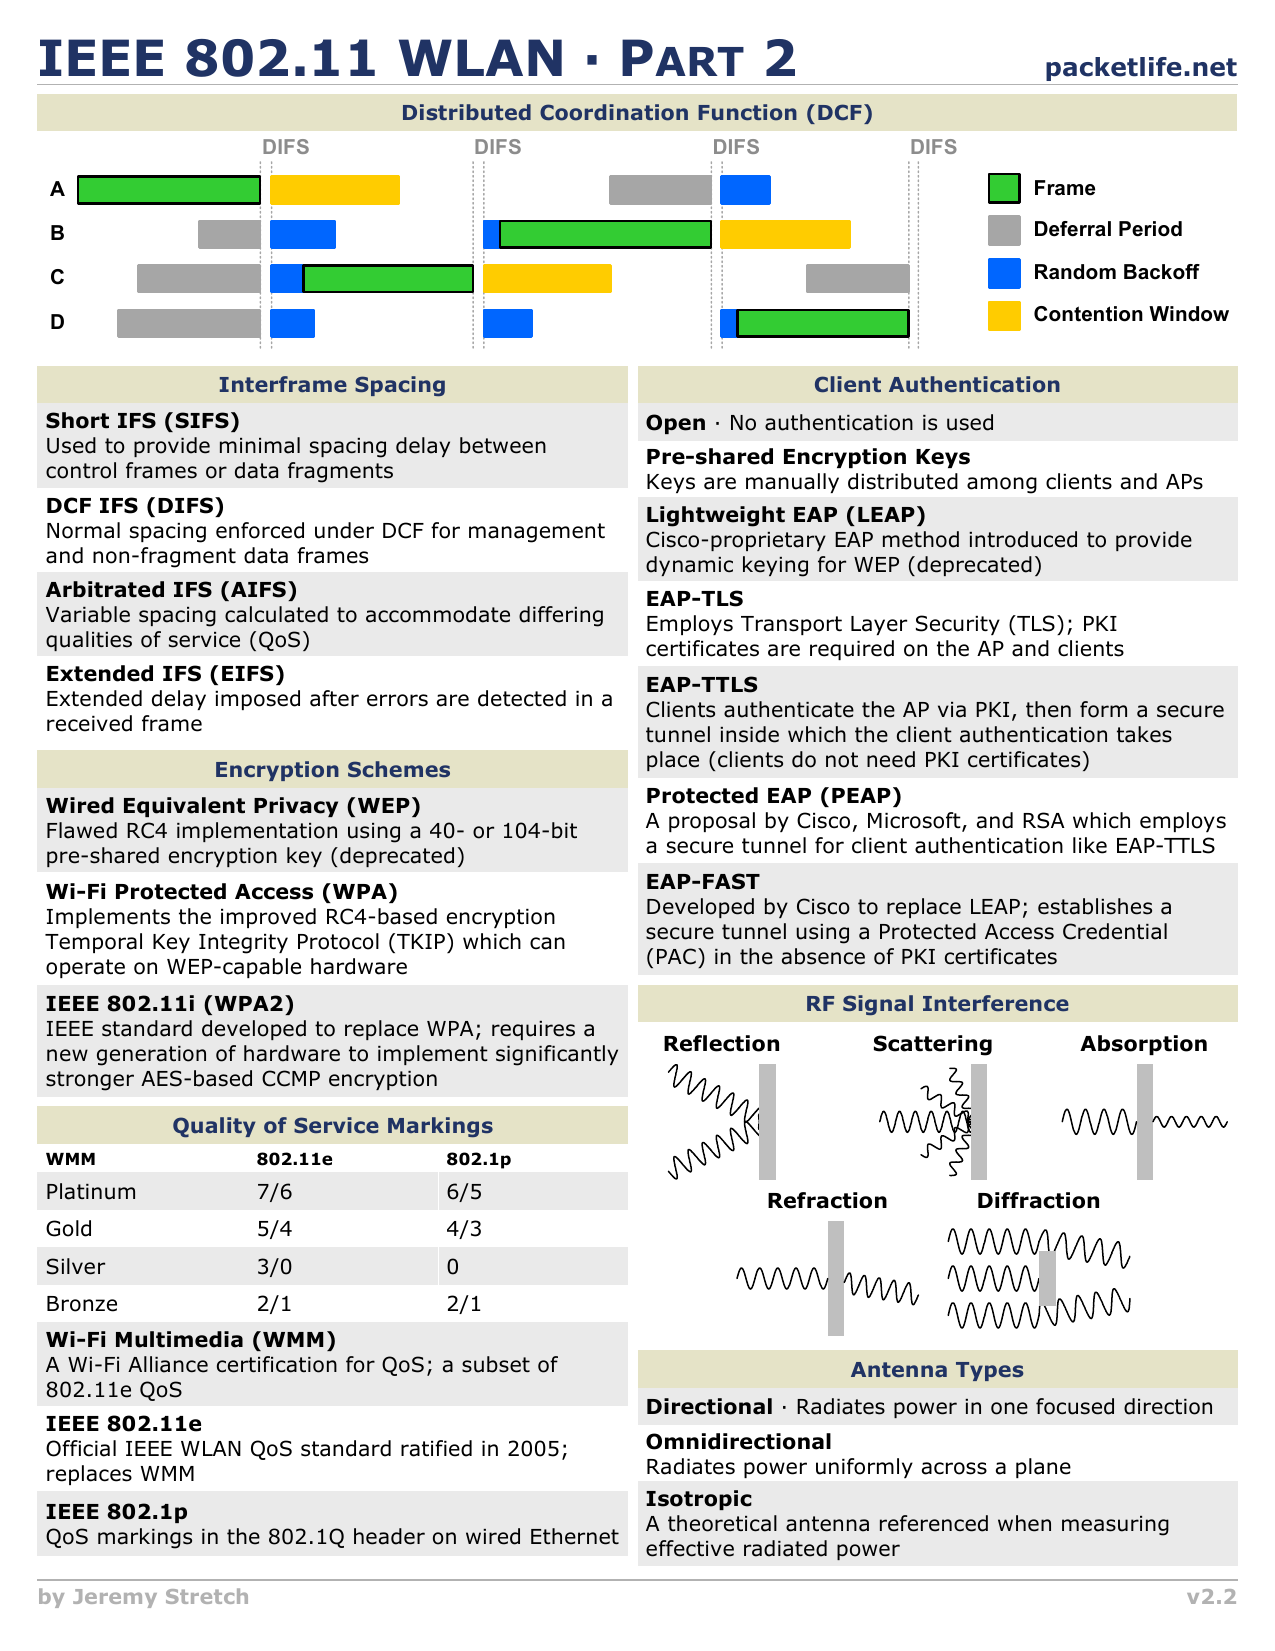 IEEE 802.11 WLAN · PART 2
packetlife.net
Distributed Coordination Function (DCF)
DIFS DIFS DIFS DIFS
A
B
C
D
Frame
Deferral Period
Random Backoff
Contention Window
Interframe Spacing
Short IFS (SIFS)
Used to provide minimal spacing delay between
control frames or data fragments
DCF IFS (DIFS)
Normal spacing enforced under DCF for management
and non-fragment data frames
Arbitrated IFS (AIFS)
Variable spacing calculated to accommodate differing
qualities of service (QoS)
Extended IFS (EIFS)
Extended delay imposed after errors are detected in a
received frame
Encryption Schemes
Wired Equivalent Privacy (WEP)
Flawed RC4 implementation using a 40- or 104-bit
pre-shared encryption key (deprecated)
Wi-Fi Protected Access (WPA)
Implements the improved RC4-based encryption
Temporal Key Integrity Protocol (TKIP) which can
operate on WEP-capable hardware
IEEE 802.11i (WPA2)
IEEE standard developed to replace WPA; requires a
new generation of hardware to implement significantly
stronger AES-based CCMP encryption
Quality of Service Markings
WMM 802.11e 802.1p
Platinum 7/6 6/5
Gold 5/4 4/3
Silver 3/0 0
Bronze 2/1 2/1
Wi-Fi Multimedia (WMM)
A Wi-Fi Alliance certification for QoS; a subset of
802.11e QoS
IEEE 802.11e
Official IEEE WLAN QoS standard ratified in 2005;
replaces WMM
IEEE 802.1p
QoS markings in the 802.1Q header on wired Ethernet
Client Authentication
Open · No authentication is used
Pre-shared Encryption Keys
Keys are manually distributed among clients and APs
Lightweight EAP (LEAP)
Cisco-proprietary EAP method introduced to provide
dynamic keying for WEP (deprecated)
EAP-TLS
Employs Transport Layer Security (TLS); PKI
certificates are required on the AP and clients
EAP-TTLS
Clients authenticate the AP via PKI, then form a secure
tunnel inside which the client authentication takes
place (clients do not need PKI certificates)
Protected EAP (PEAP)
A proposal by Cisco, Microsoft, and RSA which employs
a secure tunnel for client authentication like EAP-TTLS
EAP-FAST
Developed by Cisco to replace LEAP; establishes a
secure tunnel using a Protected Access Credential
(PAC) in the absence of PKI certificates
RF Signal Interference
Reflection Scattering Absorption
Refraction Diffraction
Antenna Types
Directional · Radiates power in one focused direction
Omnidirectional
Radiates power uniformly across a plane
Isotropic
A theoretical antenna referenced when measuring
effective radiated power
by Jeremy Stretch
v2.2